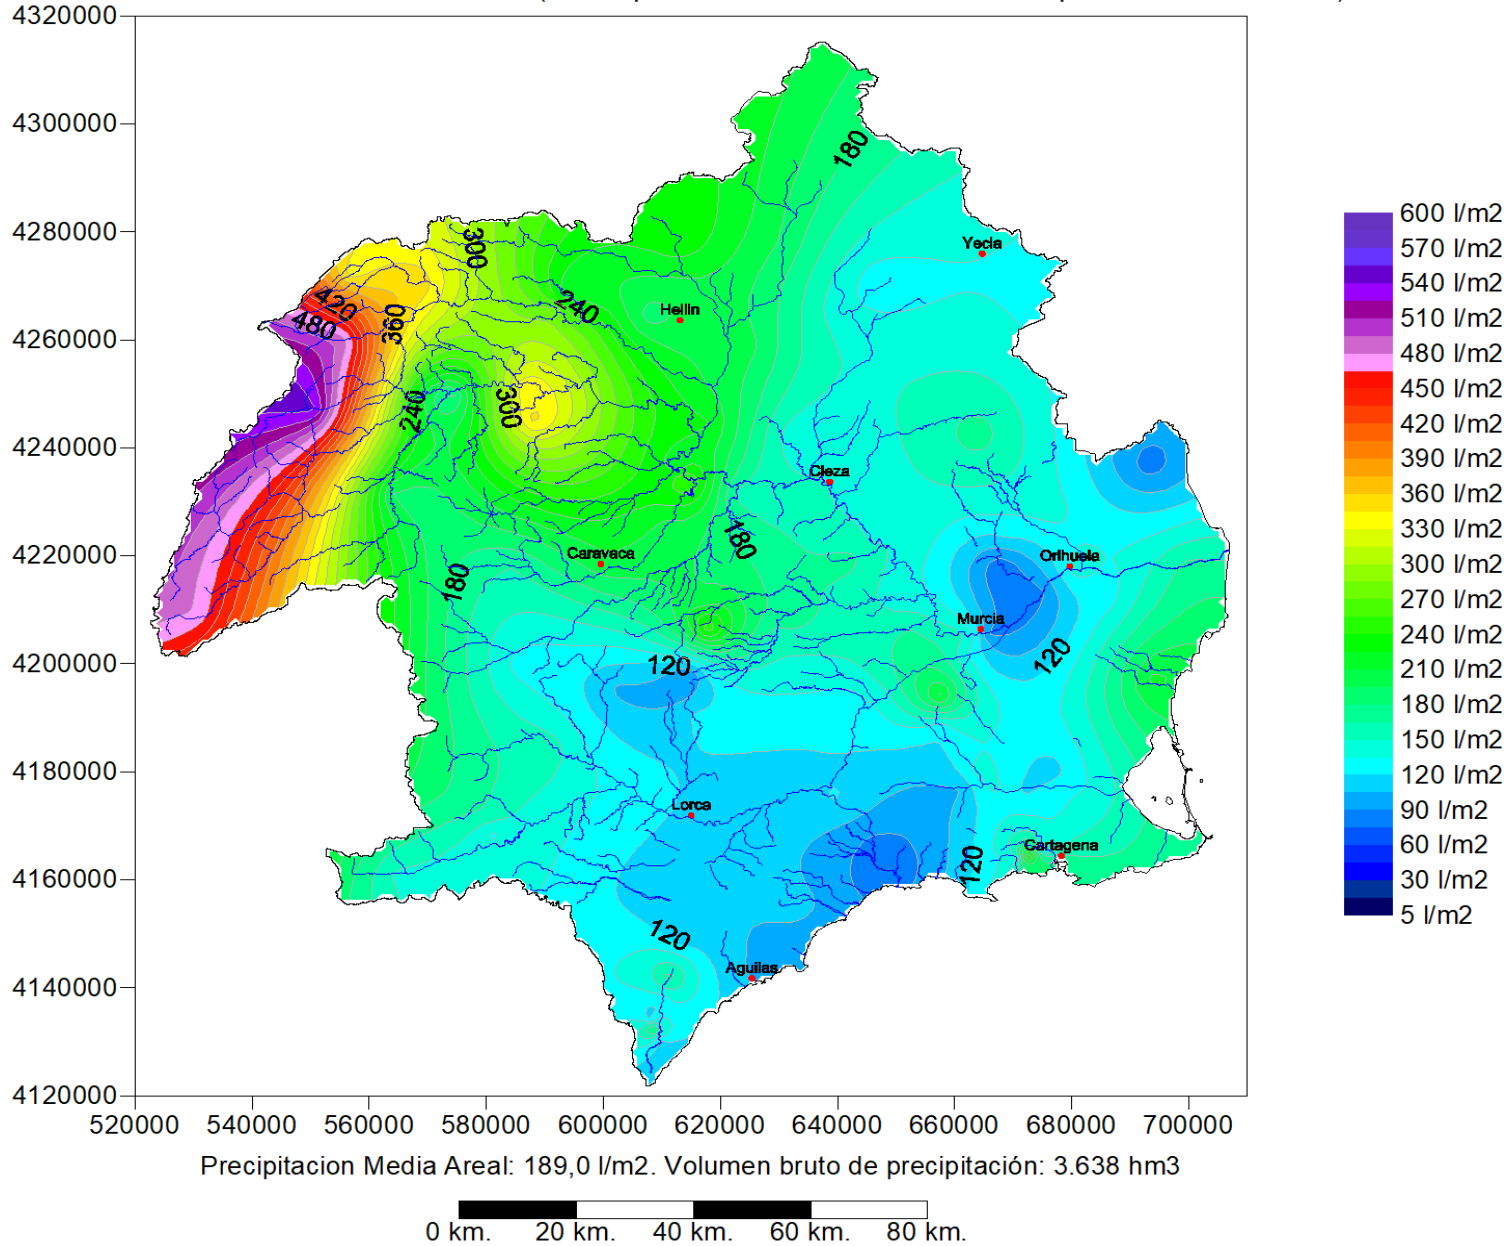 4320000
4300000
4280000
4260000
4240000
4220000
4200000
4180000
4160000
4140000
4120000
520000 540000 560000 580000 600000 620000 640000 660000 680000 700000
180
300
Yecla
420
480
360
240
Hellin
240
300
Cieza
180
Caravaca
180
Orihuela
Murcia
120
120
Lorca
Cartagena
120
120
Aguilas
600 l/m2
570 l/m2
540 l/m2
510 l/m2
480 l/m2
450 l/m2
420 l/m2
390 l/m2
360 l/m2
330 l/m2
300 l/m2
270 l/m2
240 l/m2
210 l/m2
180 l/m2
150 l/m2
120 l/m2
90 l/m2
60 l/m2
30 l/m2
5 l/m2
Precipitacion Media Areal: 189,0 l/m2. Volumen bruto de precipitación: 3.638 hm3
0 km. 20 km. 40 km. 60 km. 80 km.